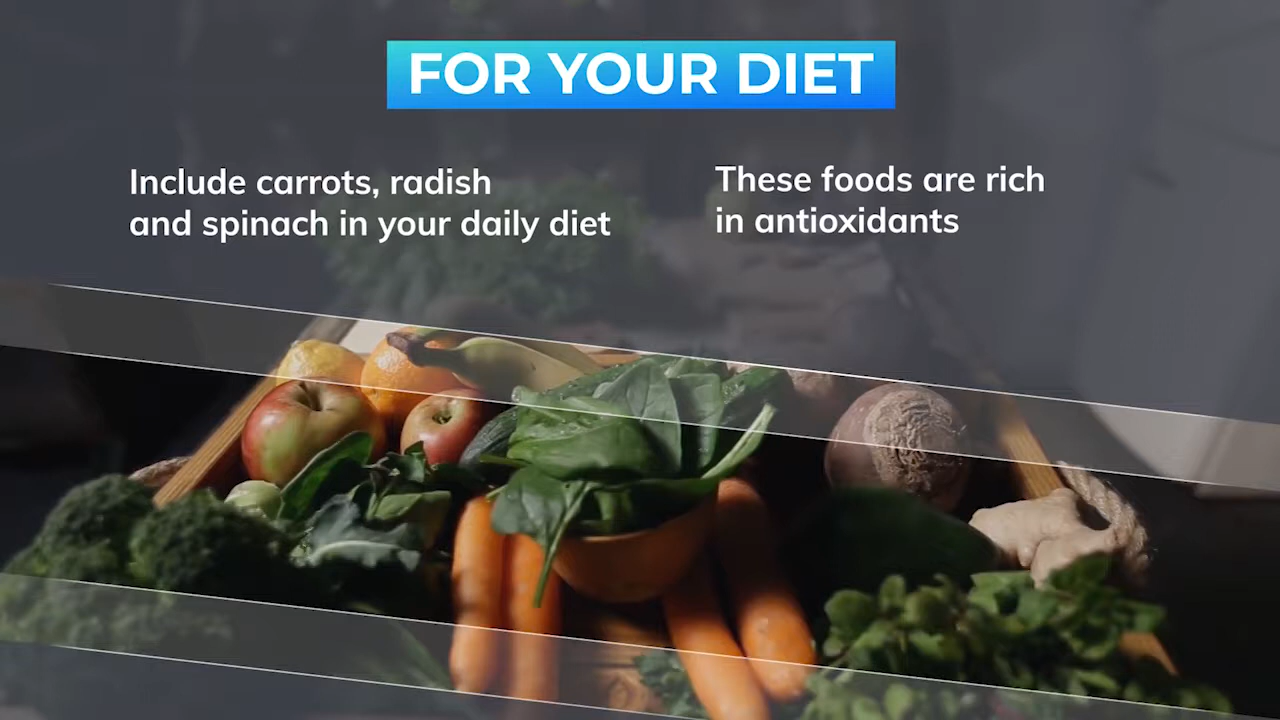 FOR YOUR DIET
Include carrots, radish
and spinach in your daily diet
These foods are rich
in antioxidants